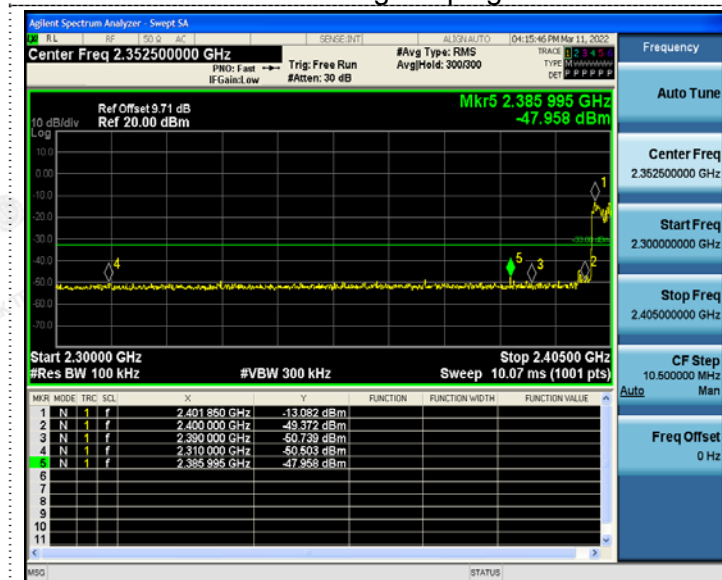 Agilent Spectrum Analyzer - Swept SA
RL RF 50 Ω AC SENSE:INT ALIGN AUTO 04:15:46 PM Mar 11, 2022
Center Freq 2.352500000 GHz
PNO: Fast
IFGain:Low
Trig: Free Run
#Atten: 30 dB
#Avg Type: RMS
Avg|Hold: 300/300
TRACE 1 2 3 4 5 6
TYPE M
DET P P P P P P
Mkr5 2.385 995 GHz
-47.958 dBm
Ref Offset 9.71 dB
Ref 20.00 dBm
10 dB/div
Log
10.0
0.00
-10.0
-20.0
-30.0
-40.0
-50.0
-60.0
-70.0
1
2
3
4
5
Start 2.30000 GHz
Stop 2.40500 GHz
#Res BW 100 kHz #VBW 300 kHz Sweep 10.07 ms (1001 pts)
MKR MODE TRC SCL X Y FUNCTION FUNCTION WIDTH FUNCTION VALUE
1 N 1 f 2.401 850 GHz -13.082 dBm
2 N 1 f 2.400 000 GHz -49.372 dBm
3 N 1 f 2.390 000 GHz -50.739 dBm
4 N 1 f 2.310 000 GHz -50.503 dBm
5 N 1 f 2.385 995 GHz -47.958 dBm
6
7
8
9
10
11
MSG STATUS
Frequency
Auto Tune
Center Freq
2.352500000 GHz
Start Freq
2.300000000 GHz
Stop Freq
2.405000000 GHz
CF Step
10.500000 MHz
Auto Man
Freq Offset
0 Hz